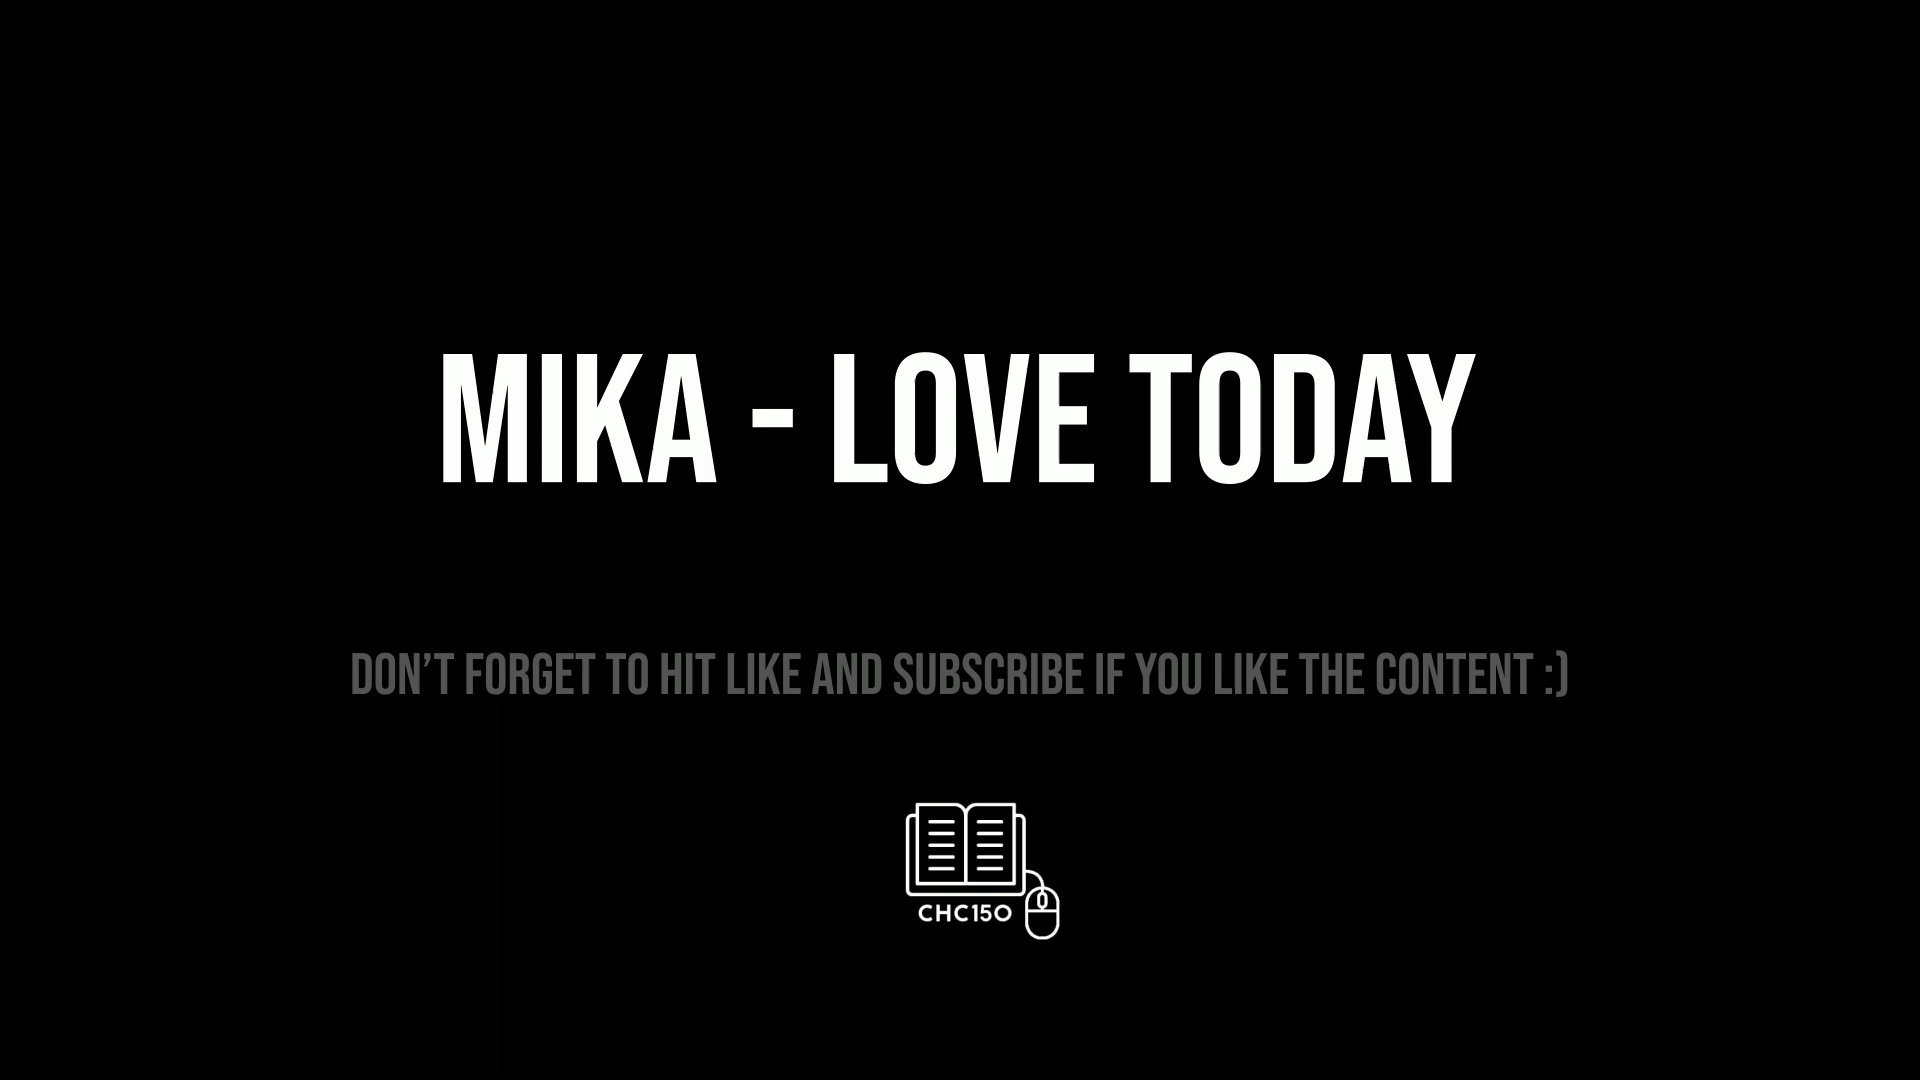 MIKA - LOVE TODAY
DON’T FORGET TO HIT LIKE AND SUBSCRIBE IF YOU LIKE THE CONTENT :)
CHC150